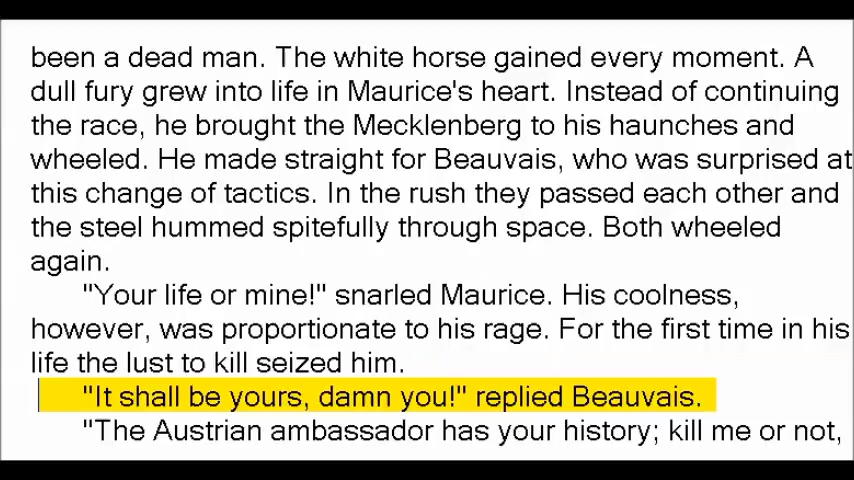 been a dead man. The white horse gained every moment. A
dull fury grew into life in Maurice's heart. Instead of continuing
the race, he brought the Mecklenberg to his haunches and
wheeled. He made straight for Beauvais, who was surprised at
this change of tactics. In the rush they passed each other and
the steel hummed spitefully through space. Both wheeled
again.
"Your life or mine!" snarled Maurice. His coolness,
however, was proportionate to his rage. For the first time in his
life the lust to kill seized him.
"It shall be yours, damn you!" replied Beauvais.
"The Austrian ambassador has your history; kill me or not,